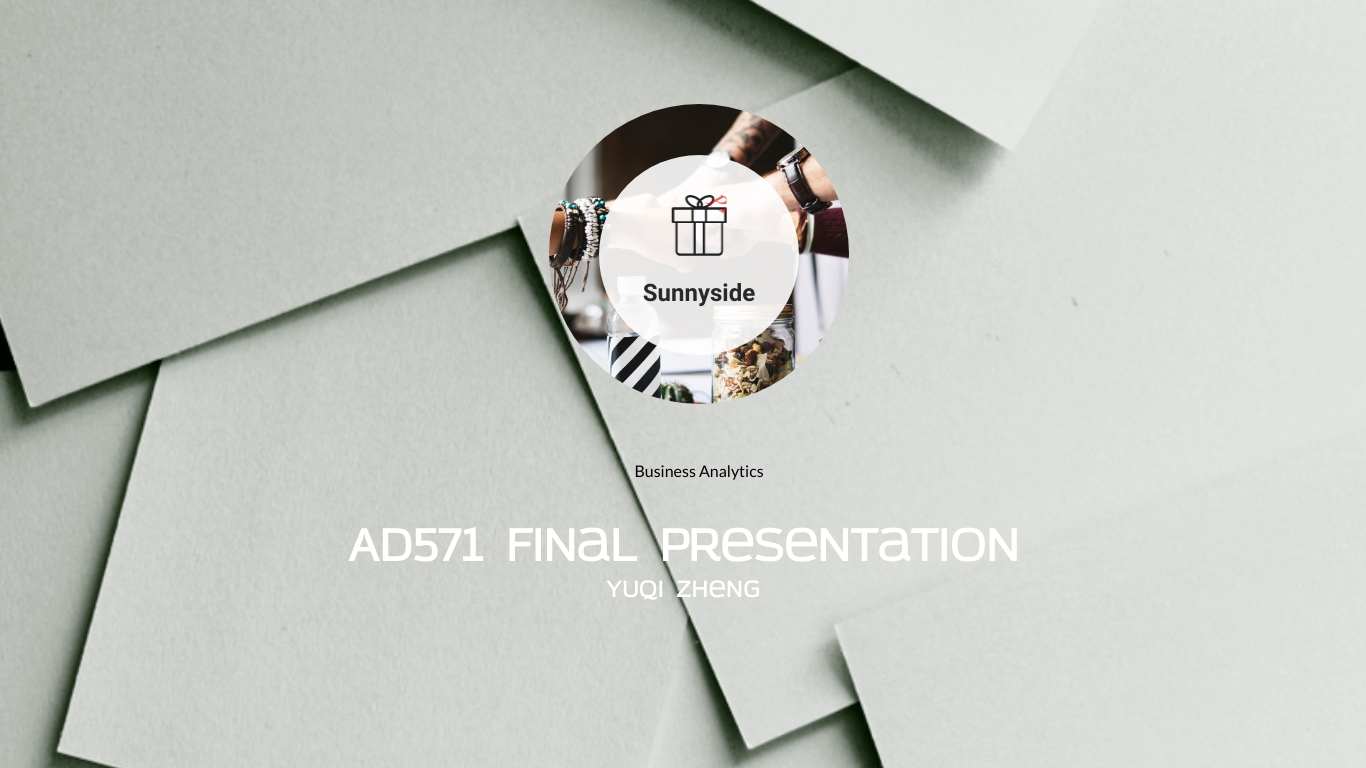 Sunnyside
Business Analytics
AD571 FINaL PReseNTaTION
YUQI ZHeNG